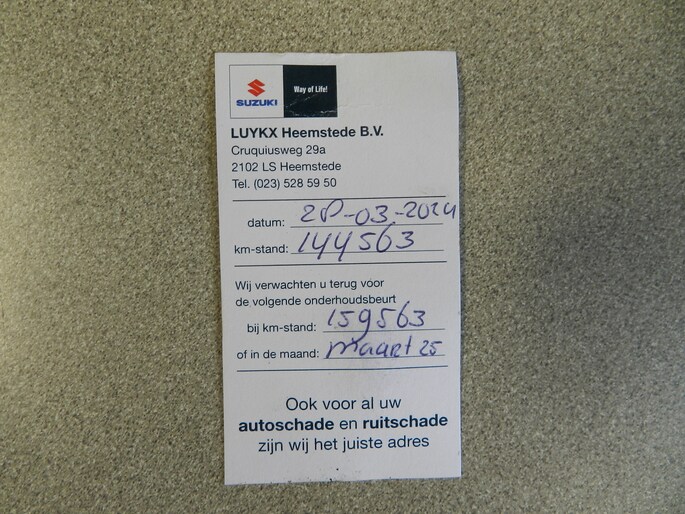 SUZUKI
Way of Life!
LUYKX Heemstede B.V.
Cruquiusweg 29a
2102 LS Heemstede
Tel. (023) 528 59 50
datum: 28-03-2024
km-stand: 144563
Wij verwachten u terug voor
de volgende onderhoudsbeurt
bij km-stand: 159563
of in de maand: maart 25
Ook voor al uw
autoschade en ruitschade
zijn wij het juiste adres